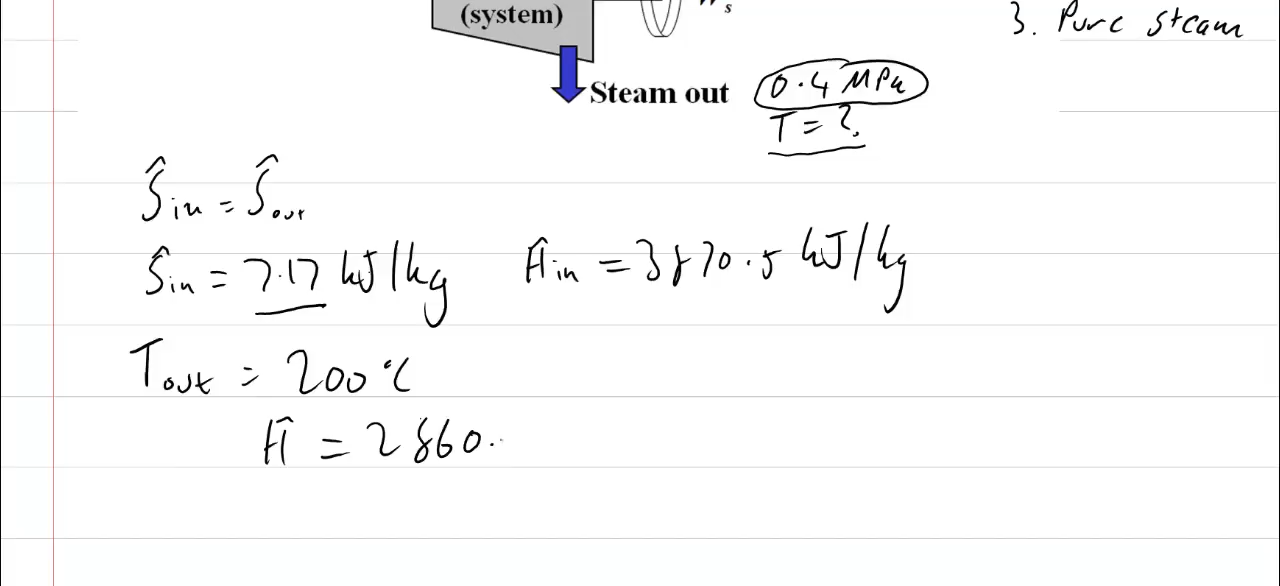 (system)
s
3. Pure steam
Steam out 0.4 MPa
T = ?
Ŝin = Ŝout
Ŝin = 7.17 kJ/kg Ĥin = 3870.5 kJ/kg
Tout = 200°C
Ĥ = 2860.